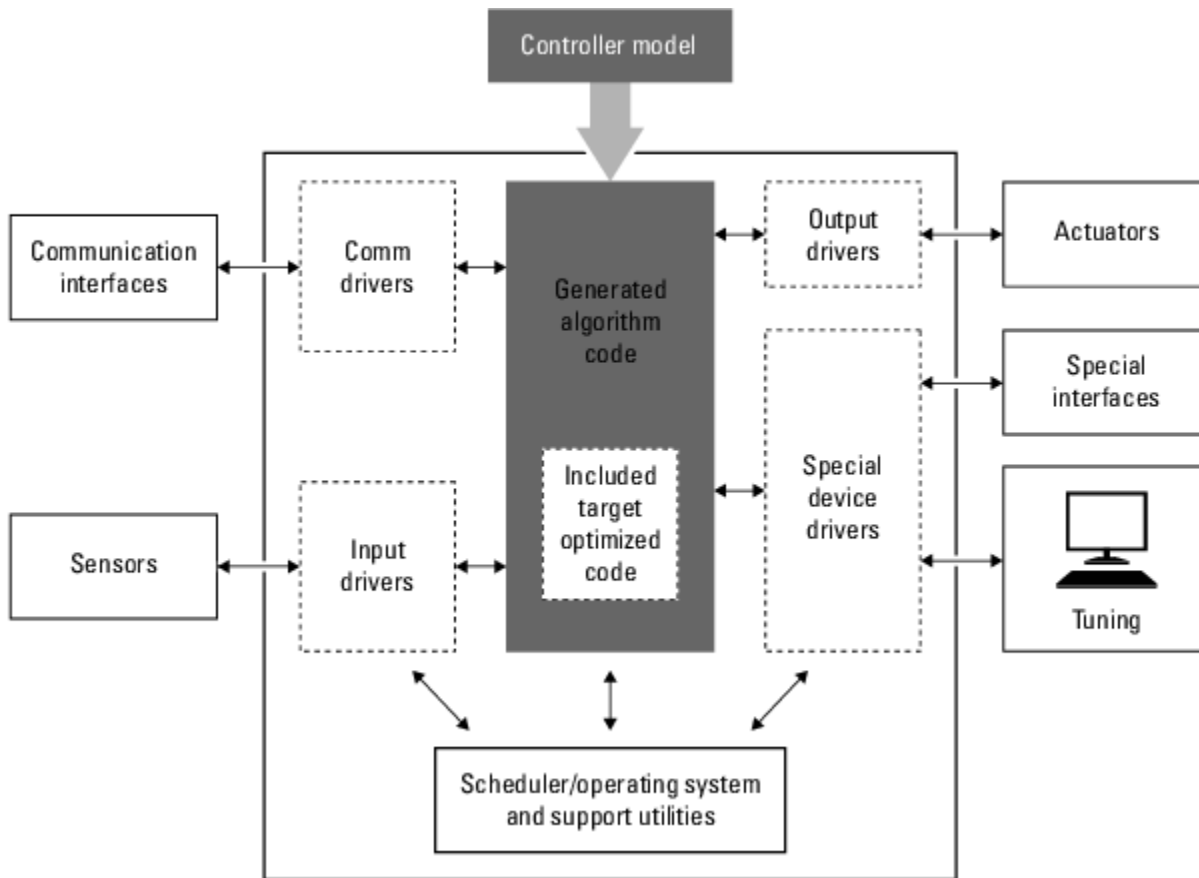 Controller model
Communication
interfaces
Comm
drivers
Generated
algorithm
code
Output
drivers
Actuators
Special
interfaces
Sensors
Input
drivers
Included
target
optimized
code
Special
device
drivers
Tuning
Scheduler/operating system
and support utilities